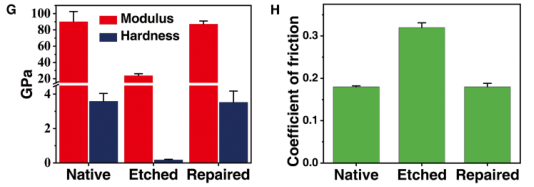 G
Modulus
Hardness
GPa
100
80
60
40
20
4
2
0
Native Etched Repaired
H
Coefficient of friction
0.3
0.2
0.1
0.0
Native Etched Repaired